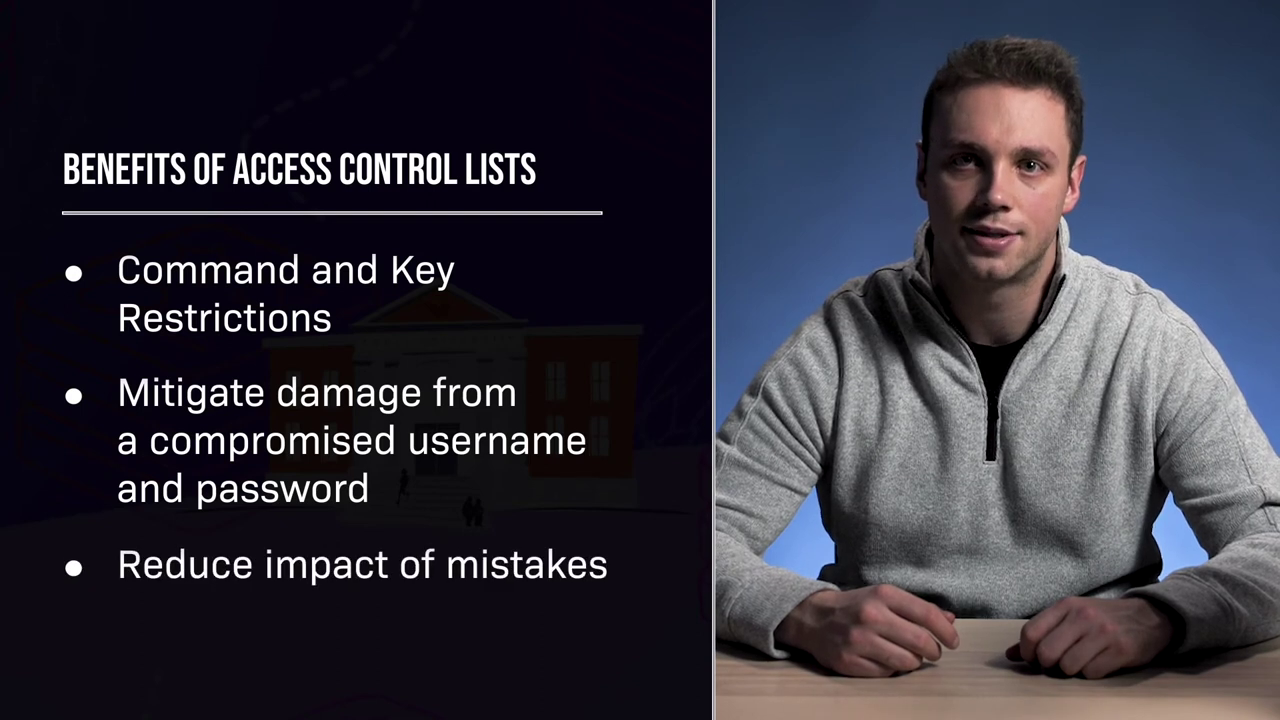 BENEFITS OF ACCESS CONTROL LISTS
● Command and Key
Restrictions
● Mitigate damage from
a compromised username
and password
● Reduce impact of mistakes